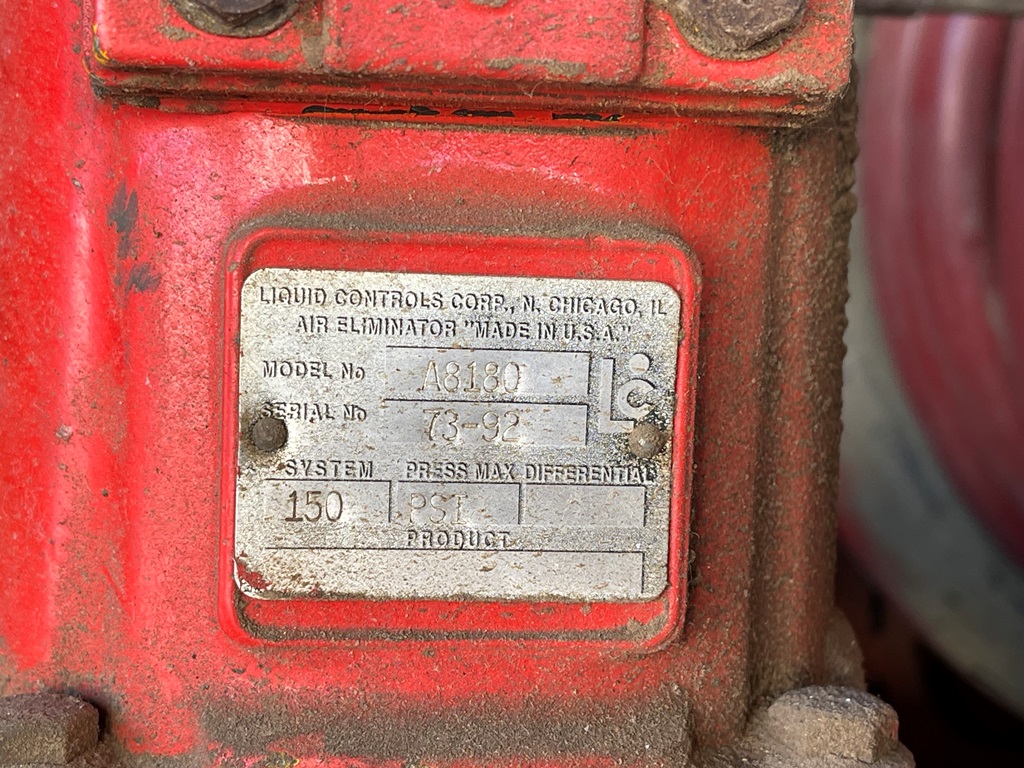 LIQUID CONTROLS CORP., N. CHICAGO, IL
AIR ELIMINATOR "MADE IN U.S.A."
MODEL No A8180
LC
SERIAL No 73-92
SYSTEM PRESS MAX DIFFERENTIAL
150 PSI
PRODUCT